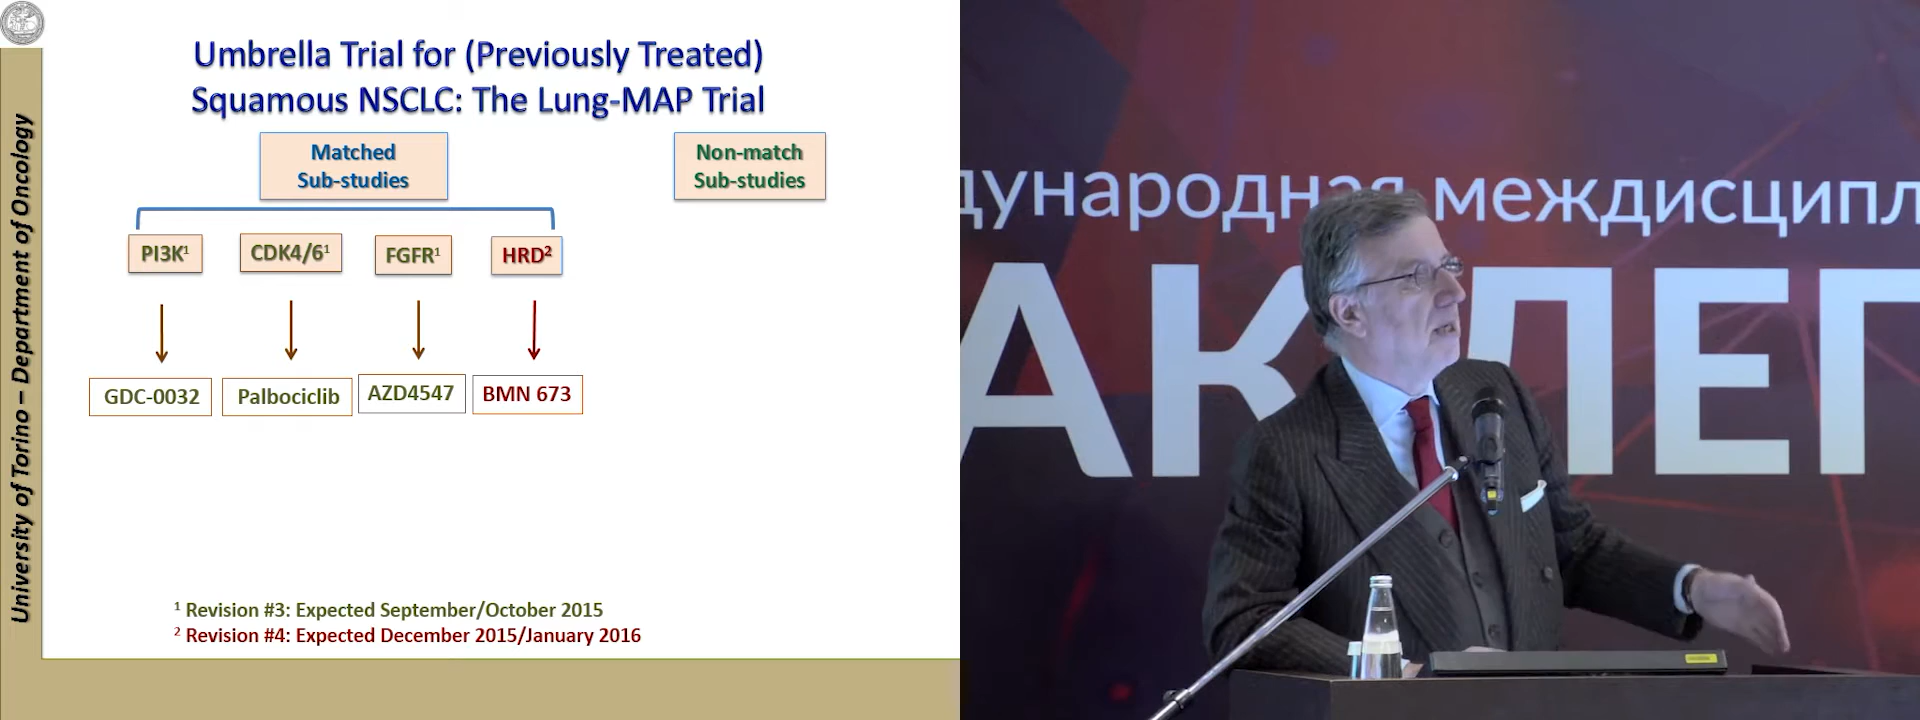 Umbrella Trial for (Previously Treated)
Squamous NSCLC: The Lung-MAP Trial
Matched
Sub-studies
Non-match
Sub-studies
PI3K¹
CDK4/6¹
FGFR¹
HRD²
GDC-0032
Palbociclib
AZD4547
BMN 673
¹ Revision #3: Expected September/October 2015
² Revision #4: Expected December 2015/January 2016
University of Torino – Department of Oncology
дународная междисципл
АК
ЛЕГ